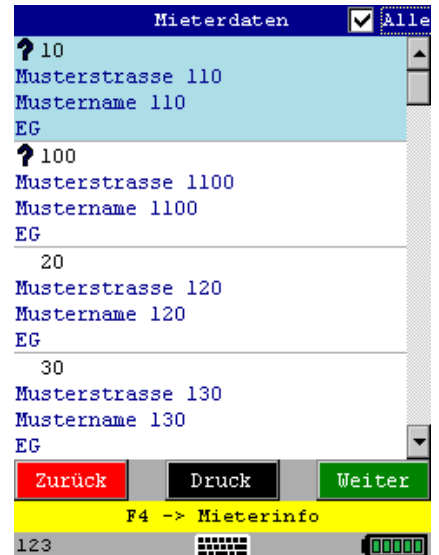 Mieterdaten Alle
? 10
Musterstrasse 110
Mustername 110
EG
? 100
Musterstrasse 1100
Mustername 1100
EG
20
Musterstrasse 120
Mustername 120
EG
30
Musterstrasse 130
Mustername 130
EG
Zurück Druck Weiter
F4 -> Mieterinfo
123